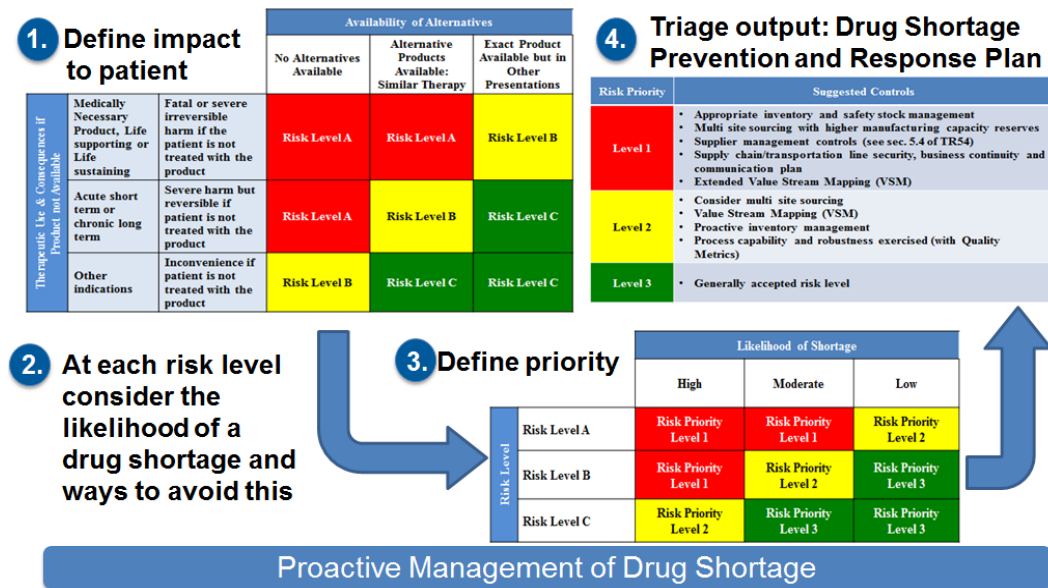 1. Define impact
to patient
Availability of Alternatives
No Alternatives
Available
Alternative
Products
Available:
Similar Therapy
Exact Product
Available but in
Other
Presentations
Therapeutic Use & Consequences if
Product not Available
Medically
Necessary
Product, Life
supporting or
Life
sustaining
Fatal or severe
irreversible
harm if the
patient is not
treated with the
product
Risk Level A
Risk Level A
Risk Level B
Acute short
term or
chronic long
term
Severe harm but
reversible if
patient is not
treated with the
product
Risk Level A
Risk Level B
Risk Level C
Other
indications
Inconvenience if
patient is not
treated with the
product
Risk Level B
Risk Level C
Risk Level C
4. Triage output: Drug Shortage
Prevention and Response Plan
Risk Priority
Suggested Controls
Level 1
• Appropriate inventory and safety stock management
• Multi site sourcing with higher manufacturing capacity reserves
• Supplier management controls (see sec. 5.4 of TR54)
• Supply chain/transportation line security, business continuity and
communication plan
• Extended Value Stream Mapping (VSM)
Level 2
• Consider multi site sourcing
• Value Stream Mapping (VSM)
• Proactive inventory management
• Process capability and robustness exercised (with Quality
Metrics)
Level 3
• Generally accepted risk level
2. At each risk level
consider the
likelihood of a
drug shortage and
ways to avoid this
3. Define priority
Likelihood of Shortage
High
Moderate
Low
Risk Level
Risk Level A
Risk Priority
Level 1
Risk Priority
Level 1
Risk Priority
Level 2
Risk Level B
Risk Priority
Level 1
Risk Priority
Level 2
Risk Priority
Level 3
Risk Level C
Risk Priority
Level 2
Risk Priority
Level 3
Risk Priority
Level 3
Proactive Management of Drug Shortage